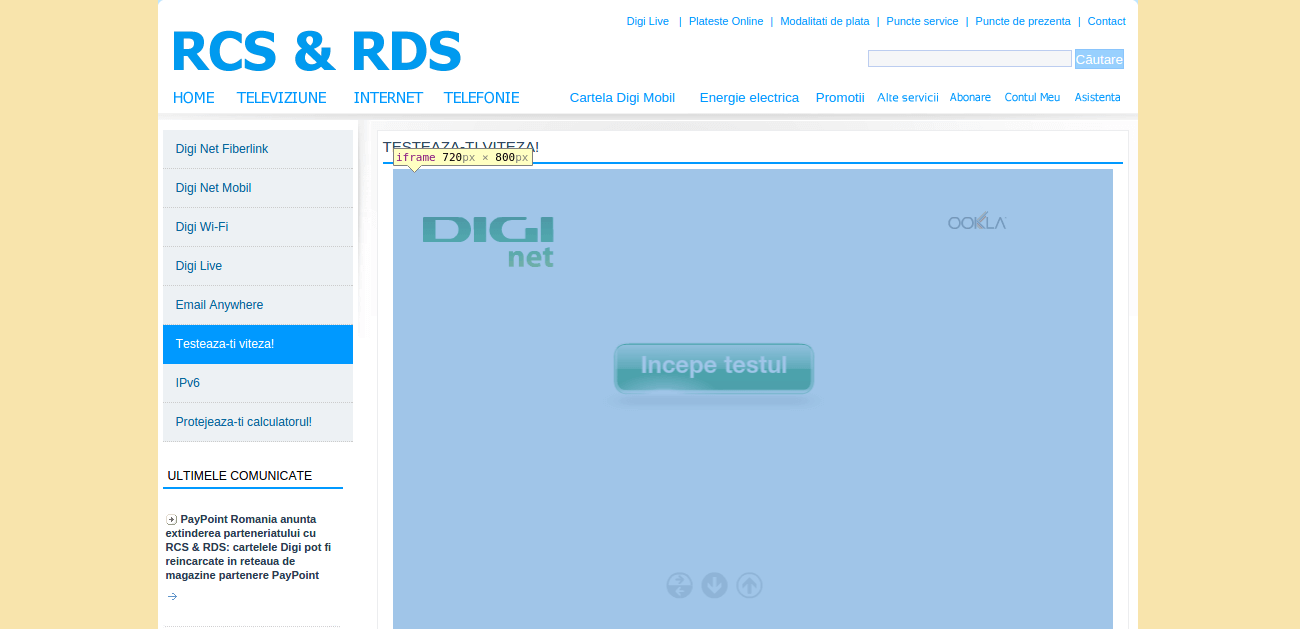 Digi Live | Plateste Online | Modalitati de plata | Puncte service | Puncte de prezenta | Contact
RCS & RDS
Căutare
HOME TELEVIZIUNE INTERNET TELEFONIE Cartela Digi Mobil Energie electrica Promotii Alte servicii Abonare Contul Meu Asistenta
Digi Net Fiberlink
Digi Net Mobil
Digi Wi-Fi
Digi Live
Email Anywhere
Testeaza-ti viteza!
IPv6
Protejeaza-ti calculatorul!
ULTIMELE COMUNICATE
PayPoint Romania anunta
extinderea parteneriatului cu
RCS & RDS: cartelele Digi pot fi
reincarcate in reteaua de
magazine partenere PayPoint
TESTEAZA-TI VITEZA!
iframe 720px × 800px
DIGI
net
OOKLA
Incepe testul